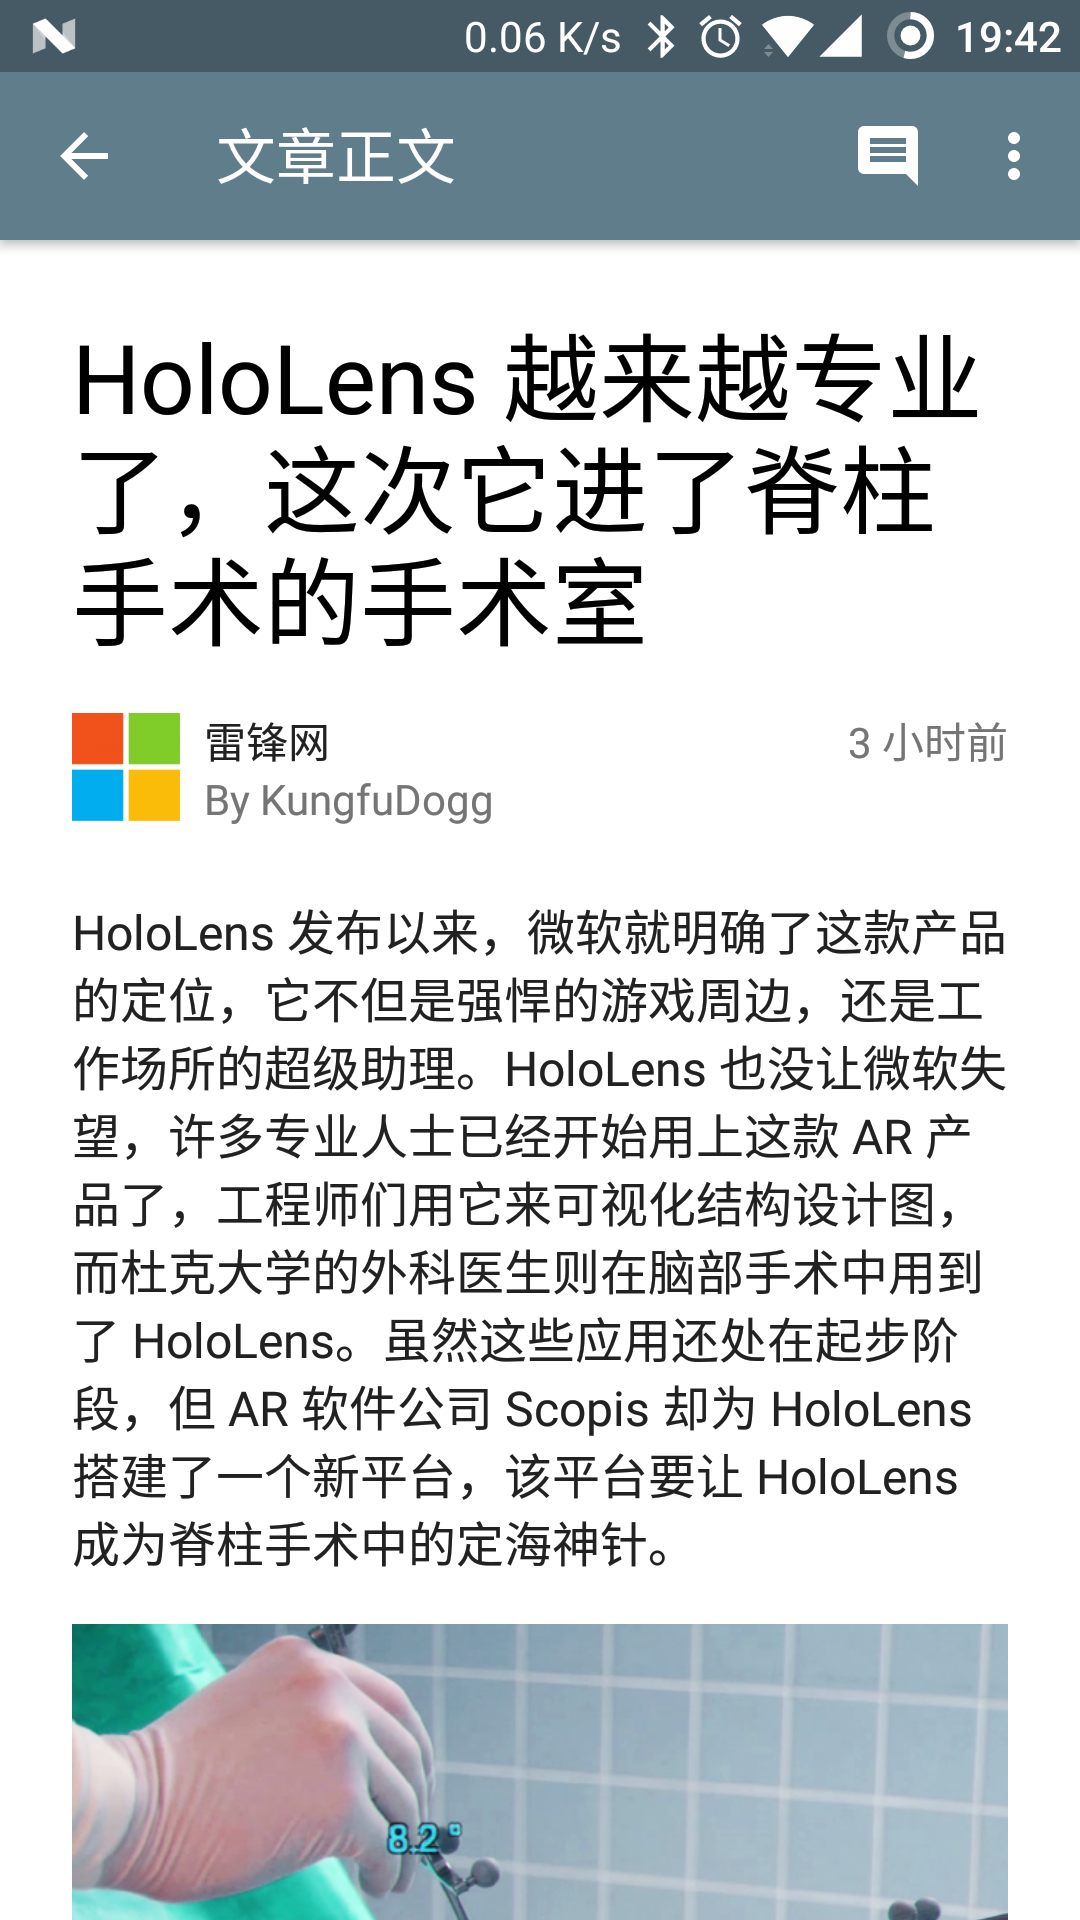 0.06 K/s 19:42
文章正文
HoloLens 越来越专业
了，这次它进了脊柱
手术的手术室
雷锋网 3 小时前
By KungfuDogg
HoloLens 发布以来，微软就明确了这款产品
的定位，它不但是强悍的游戏周边，还是工
作场所的超级助理。HoloLens 也没让微软失
望，许多专业人士已经开始用上这款 AR 产
品了，工程师们用它来可视化结构设计图，
而杜克大学的外科医生则在脑部手术中用到
了 HoloLens。虽然这些应用还处在起步阶
段，但 AR 软件公司 Scopis 却为 HoloLens
搭建了一个新平台，该平台要让 HoloLens
成为脊柱手术中的定海神针。
8.2°